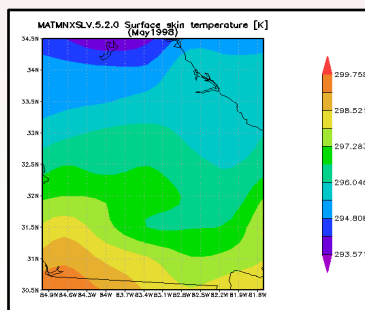 MATMNXSLV.5.2.0 Surface skin temperature [K]
(May1998)
34.5N
34N
33.5N
33N
32.5N
32N
31.5N
31N
30.5N
84.9W 84.6W 84.3W 84W 83.7W 83.4W 83.1W 82.8W 82.5W 82.2W 81.9W 81.6W
299.758
298.521
297.283
296.046
294.808
293.571